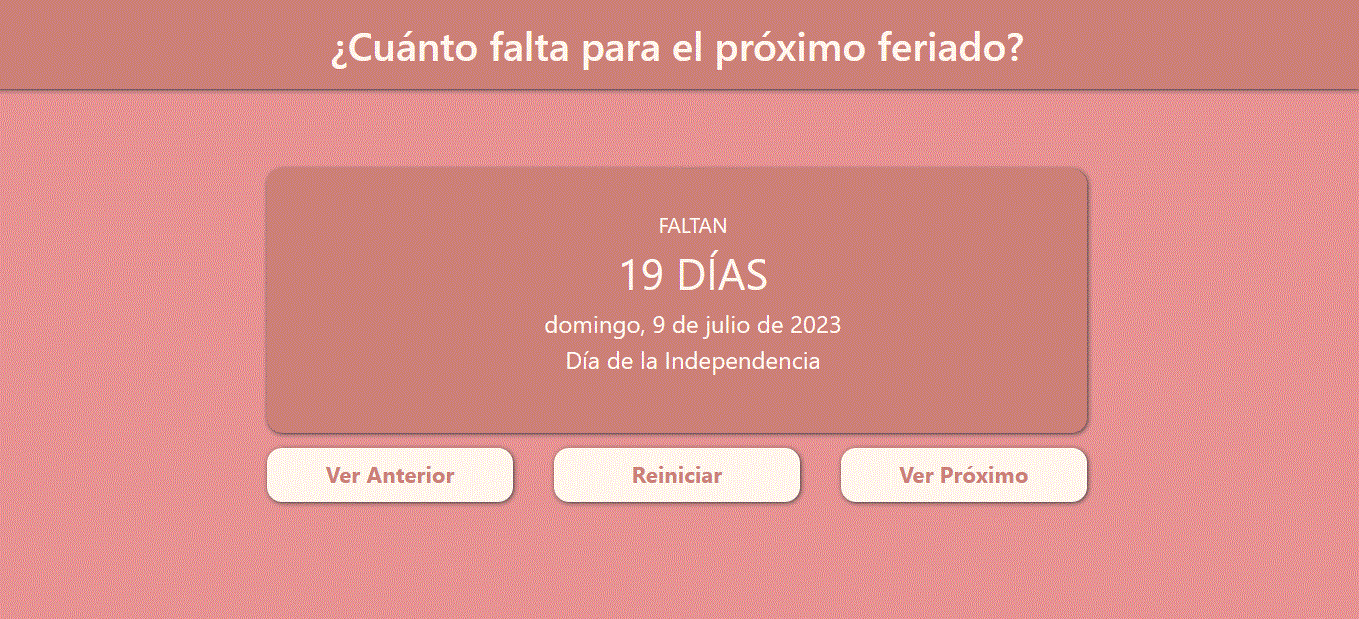 ¿Cuánto falta para el próximo feriado?
FALTAN
19 DÍAS
domingo, 9 de julio de 2023
Día de la Independencia
Ver Anterior
Reiniciar
Ver Próximo